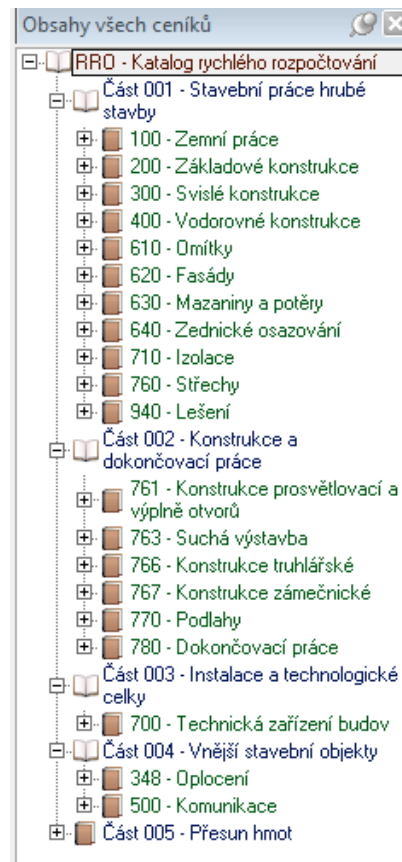 Obsahy všech ceníků
RRO - Katalog rychlého rozpočtování
Část 001 - Stavební práce hrubé
stavby
100 - Zemní práce
200 - Základové konstrukce
300 - Svislé konstrukce
400 - Vodorovné konstrukce
610 - Omítky
620 - Fasády
630 - Mazaniny a potěry
640 - Zednické osazování
710 - Izolace
760 - Střechy
940 - Lešení
Část 002 - Konstrukce a
dokončovací práce
761 - Konstrukce prosvětlovací a
výplně otvorů
763 - Suchá výstavba
766 - Konstrukce truhlářské
767 - Konstrukce zámečnické
770 - Podlahy
780 - Dokončovací práce
Část 003 - Instalace a technologické
celky
700 - Technická zařízení budov
Část 004 - Vnější stavební objekty
348 - Oplocení
500 - Komunikace
Část 005 - Přesun hmot